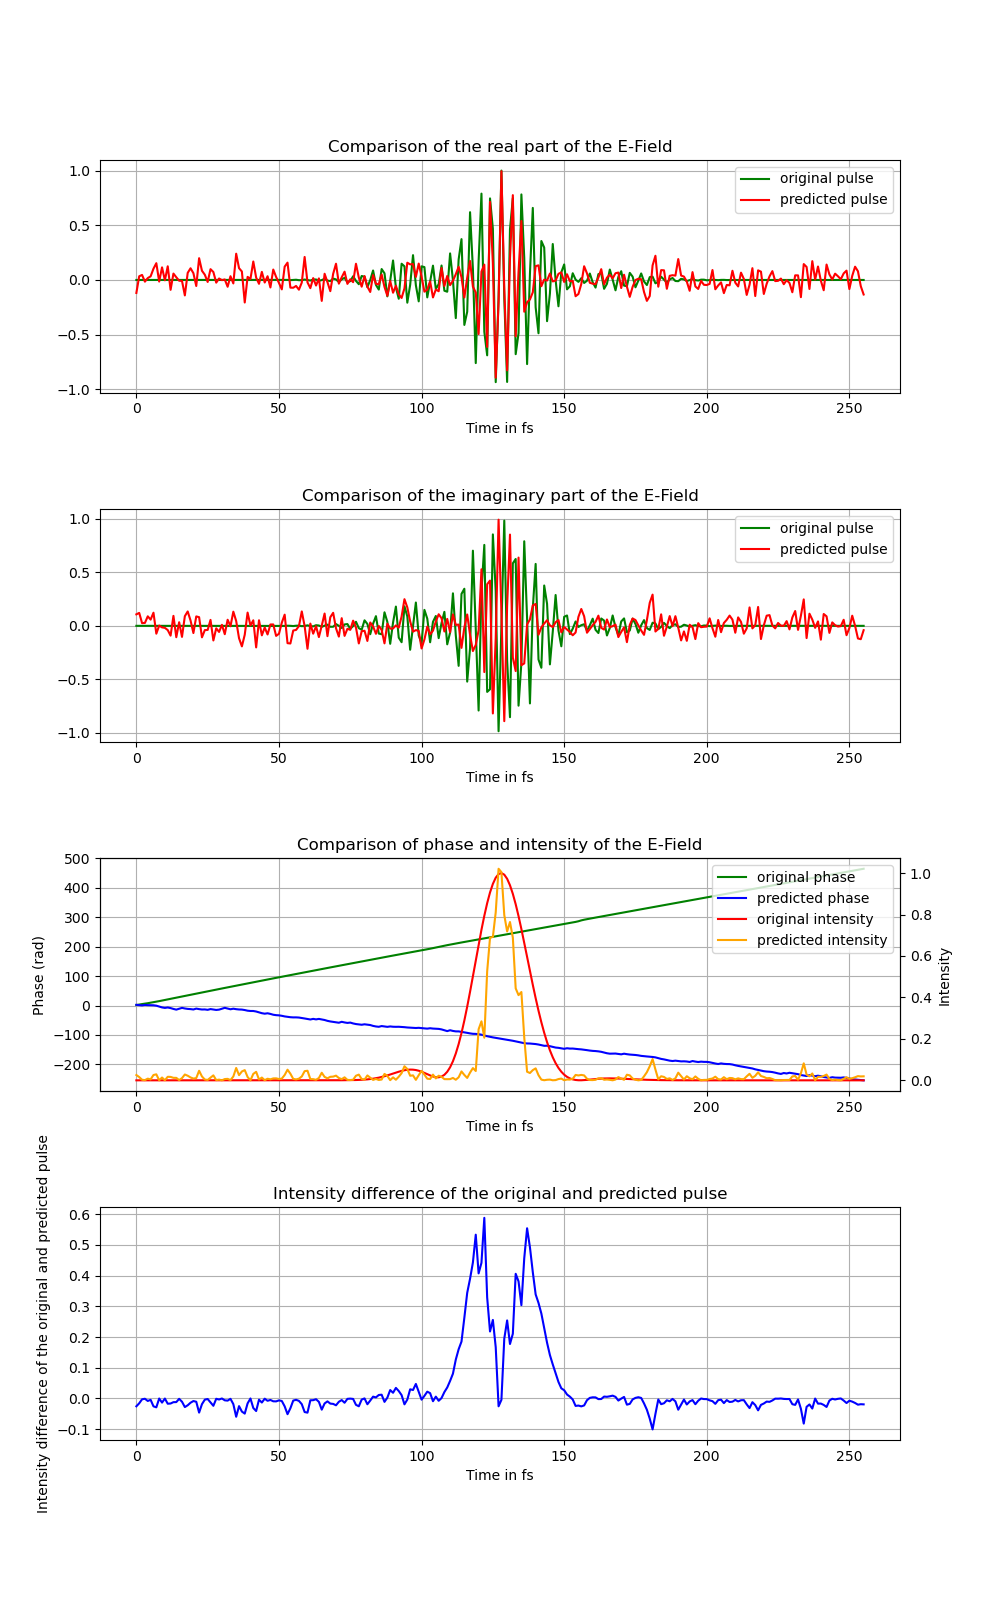 Comparison of the real part of the E-Field
1.0
0.5
0.0
−0.5
−1.0
original pulse
predicted pulse
0 50 100 150 200 250
Time in fs
Comparison of the imaginary part of the E-Field
1.0
0.5
0.0
−0.5
−1.0
original pulse
predicted pulse
0 50 100 150 200 250
Time in fs
Comparison of phase and intensity of the E-Field
Phase (rad)
500
400
300
200
100
0
−100
−200
original phase
predicted phase
original intensity
predicted intensity
1.0
0.8
0.6
0.4
0.2
0.0
Intensity
0 50 100 150 200 250
Time in fs
Intensity difference of the original and predicted pulse
Intensity difference of the original and predicted pulse
0.6
0.5
0.4
0.3
0.2
0.1
0.0
−0.1
0 50 100 150 200 250
Time in fs